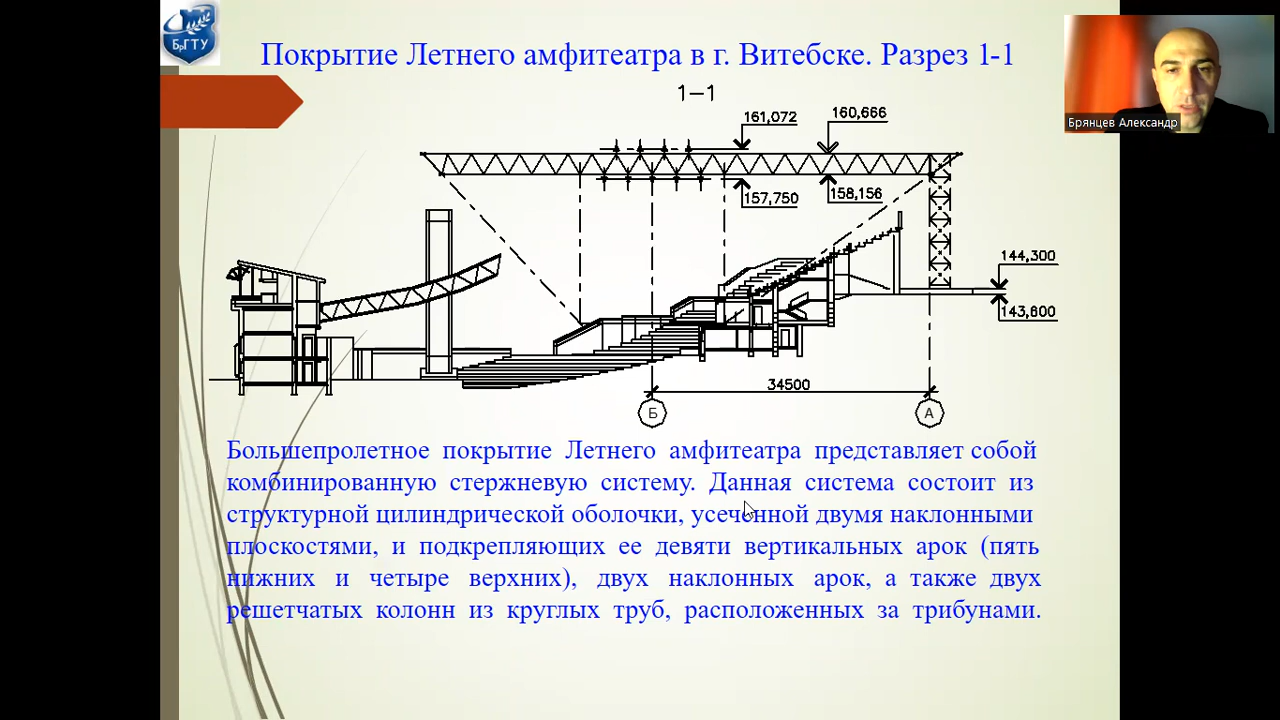 БрГТУ
Покрытие Летнего амфитеатра в г. Витебске. Разрез 1-1
Брянцев Александр
1–1
161,072
160,666
157,750
158,156
144,300
143,800
34500
Б
А
Большепролетное покрытие Летнего амфитеатра представляет собой
комбинированную стержневую систему. Данная система состоит из
структурной цилиндрической оболочки, усеченной двумя наклонными
плоскостями, и подкрепляющих ее девяти вертикальных арок (пять
нижних и четыре верхних), двух наклонных арок, а также двух
решетчатых колонн из круглых труб, расположенных за трибунами.